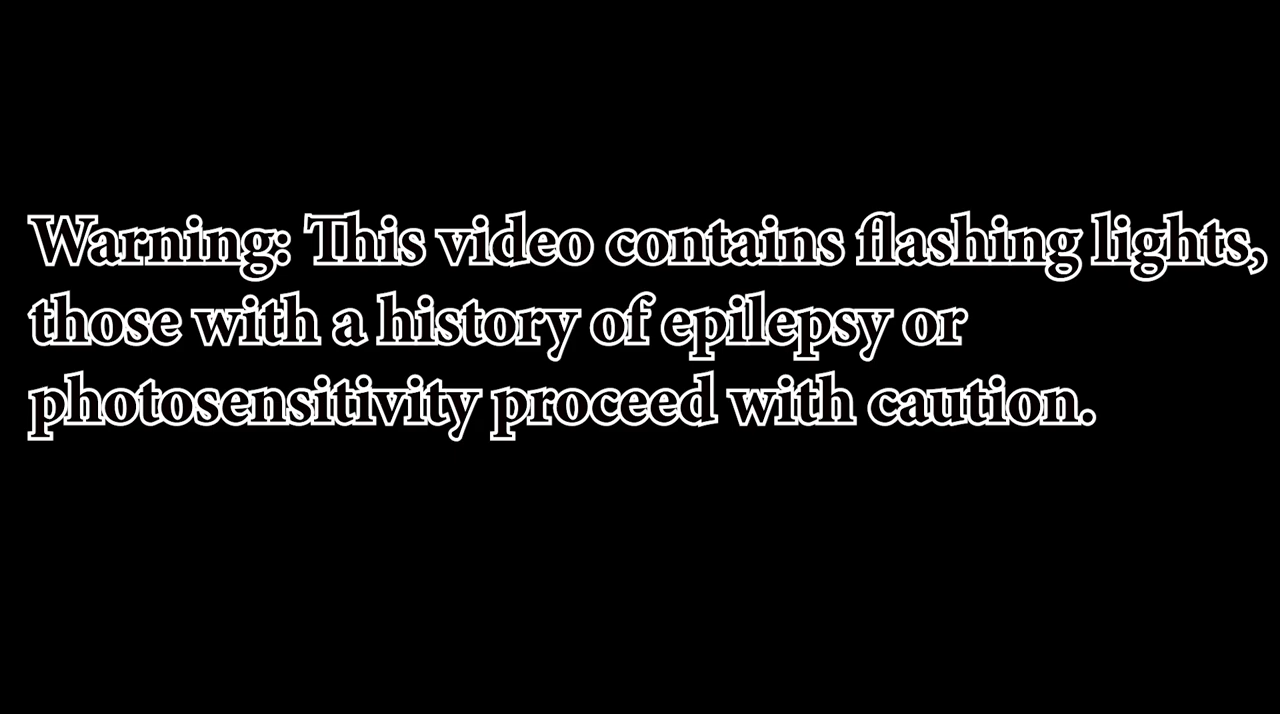 Warning: This video contains flashing lights,
those with a history of epilepsy or
photosensitivity proceed with caution.